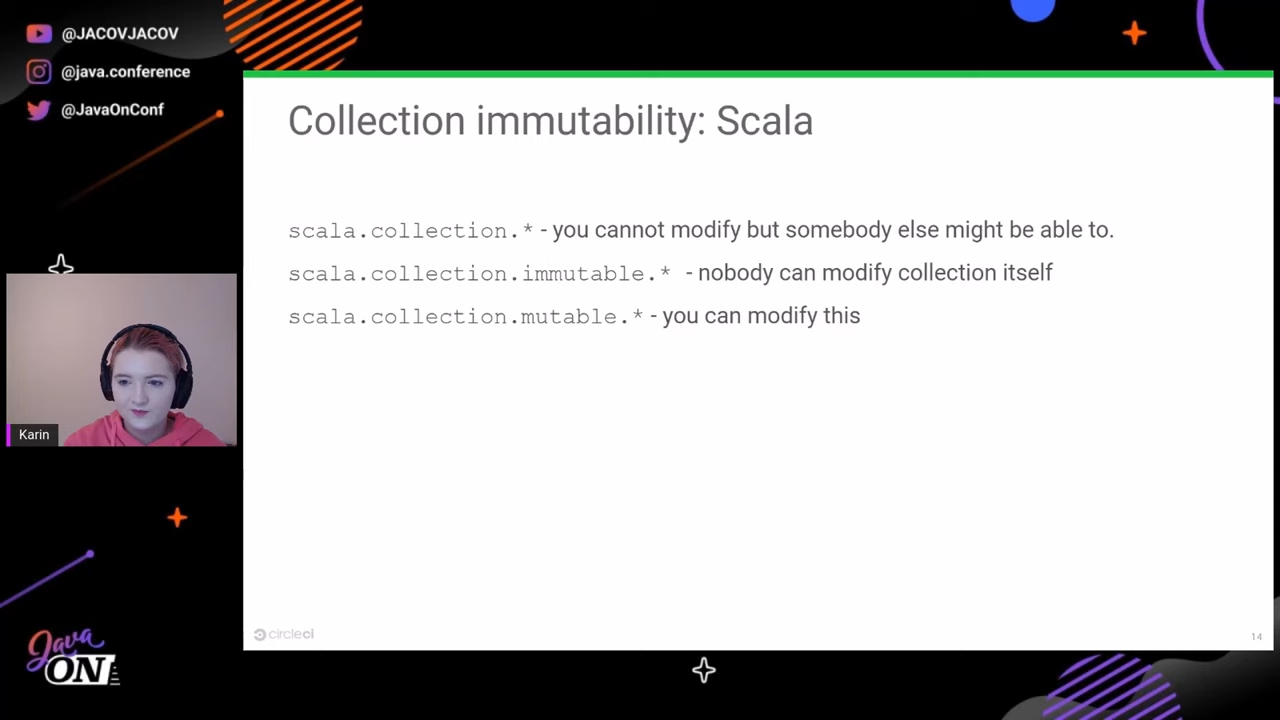 @JACOVJACOV
@java.conference
@JavaOnConf
Collection immutability: Scala
scala.collection.* - you cannot modify but somebody else might be able to.
scala.collection.immutable.* - nobody can modify collection itself
scala.collection.mutable.* - you can modify this
Karin
circleci
14
Java
ON